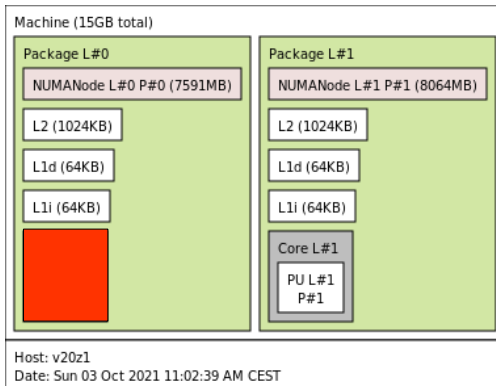 Machine (15GB total)
Package L#0
NUMANode L#0 P#0 (7591MB)
L2 (1024KB)
L1d (64KB)
L1i (64KB)
Package L#1
NUMANode L#1 P#1 (8064MB)
L2 (1024KB)
L1d (64KB)
L1i (64KB)
Core L#1
PU L#1
P#1
Host: v20z1
Date: Sun 03 Oct 2021 11:02:39 AM CEST